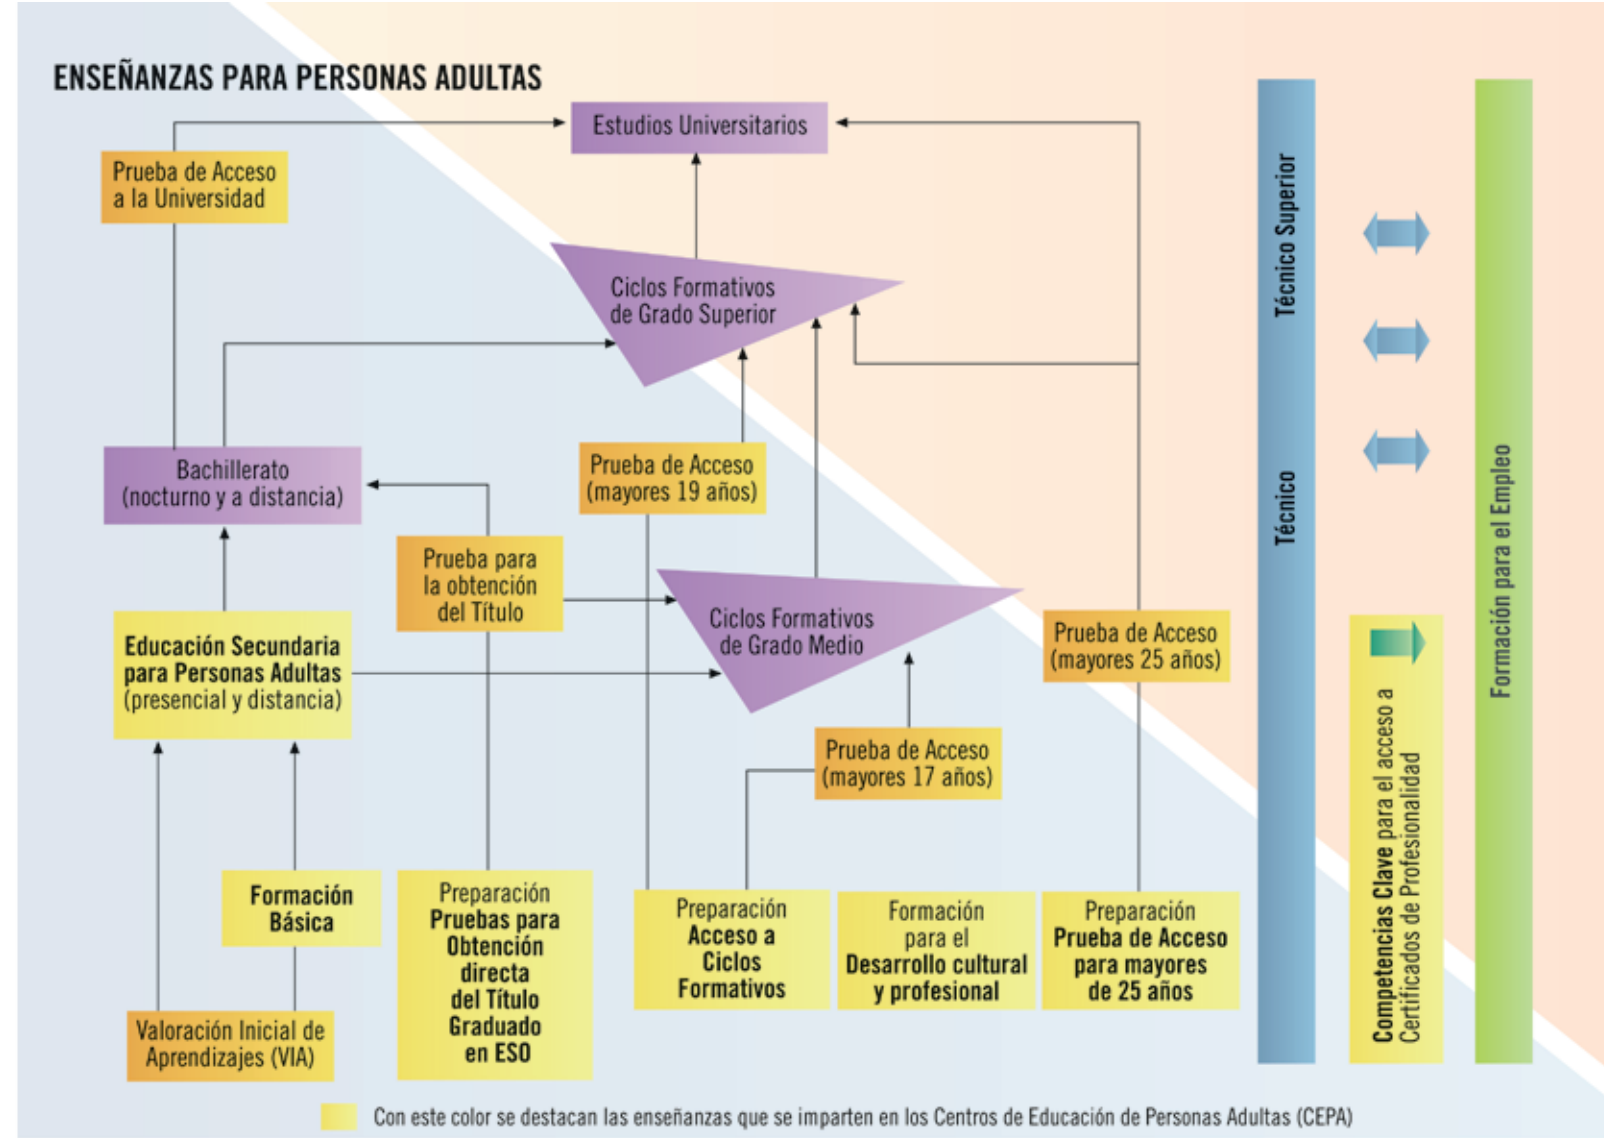 ENSEÑANZAS PARA PERSONAS ADULTAS
Estudios Universitarios
Prueba de Acceso
a la Universidad
Ciclos Formativos
de Grado Superior
Bachillerato
(nocturno y a distancia)
Prueba de Acceso
(mayores 19 años)
Prueba para
la obtención
del Título
Ciclos Formativos
de Grado Medio
Educación Secundaria
para Personas Adultas
(presencial y distancia)
Prueba de Acceso
(mayores 25 años)
Prueba de Acceso
(mayores 17 años)
Formación
Básica
Preparación
Pruebas para
Obtención
directa
del Título
Graduado
en ESO
Preparación
Acceso a
Ciclos
Formativos
Formación
para el
Desarrollo cultural
y profesional
Preparación
Prueba de Acceso
para mayores
de 25 años
Valoración Inicial de
Aprendizajes (VIA)
Técnico Superior
Técnico
Competencias Clave para el acceso a
Certificados de Profesionalidad
Formación para el Empleo
Con este color se destacan las enseñanzas que se imparten en los Centros de Educación de Personas Adultas (CEPA)